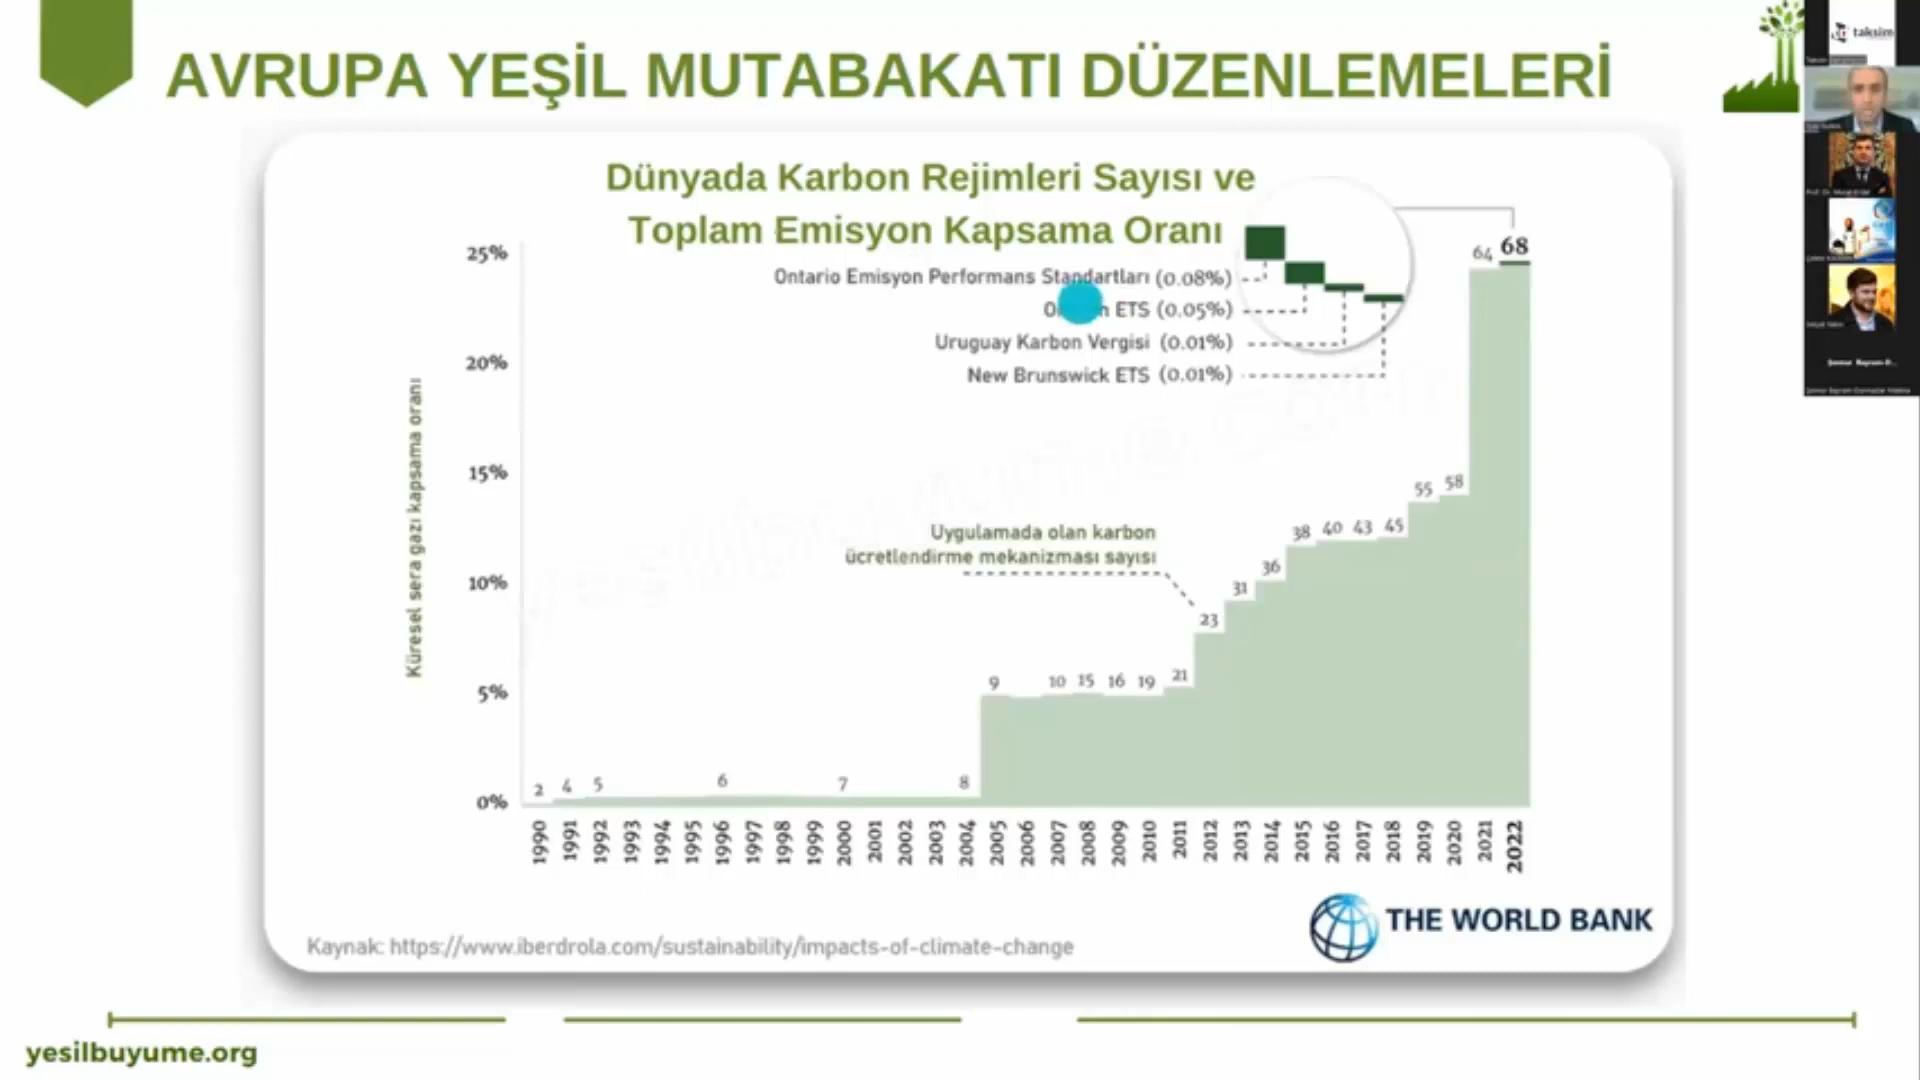 AVRUPA YEŞİL MUTABAKATI DÜZENLEMELERİ
taksim
Dünyada Karbon Rejimleri Sayısı ve
Toplam Emisyon Kapsama Oranı
Ontario Emisyon Performans Standartları (0.08%)
ETS (0.05%)
Uruguay Karbon Vergisi (0.01%)
New Brunswick ETS (0.01%)
Küresel sera gazı kapsama oranı
25%
20%
15%
10%
5%
0%
Uygulamada olan karbon
ücretlendirme mekanizması sayısı
2 4 5 6 7 8 9 10 15 16 19 21 23 31 36 38 40 43 45 55 58 64 68
1990 1991 1992 1993 1994 1995 1996 1997 1998 1999 2000 2001 2002 2003 2004 2005 2006 2007 2008 2009 2010 2011 2012 2013 2014 2015 2016 2017 2018 2019 2020 2021 2022
THE WORLD BANK
Kaynak: https://www.iberdrola.com/sustainability/impacts-of-climate-change
yesilbuyume.org